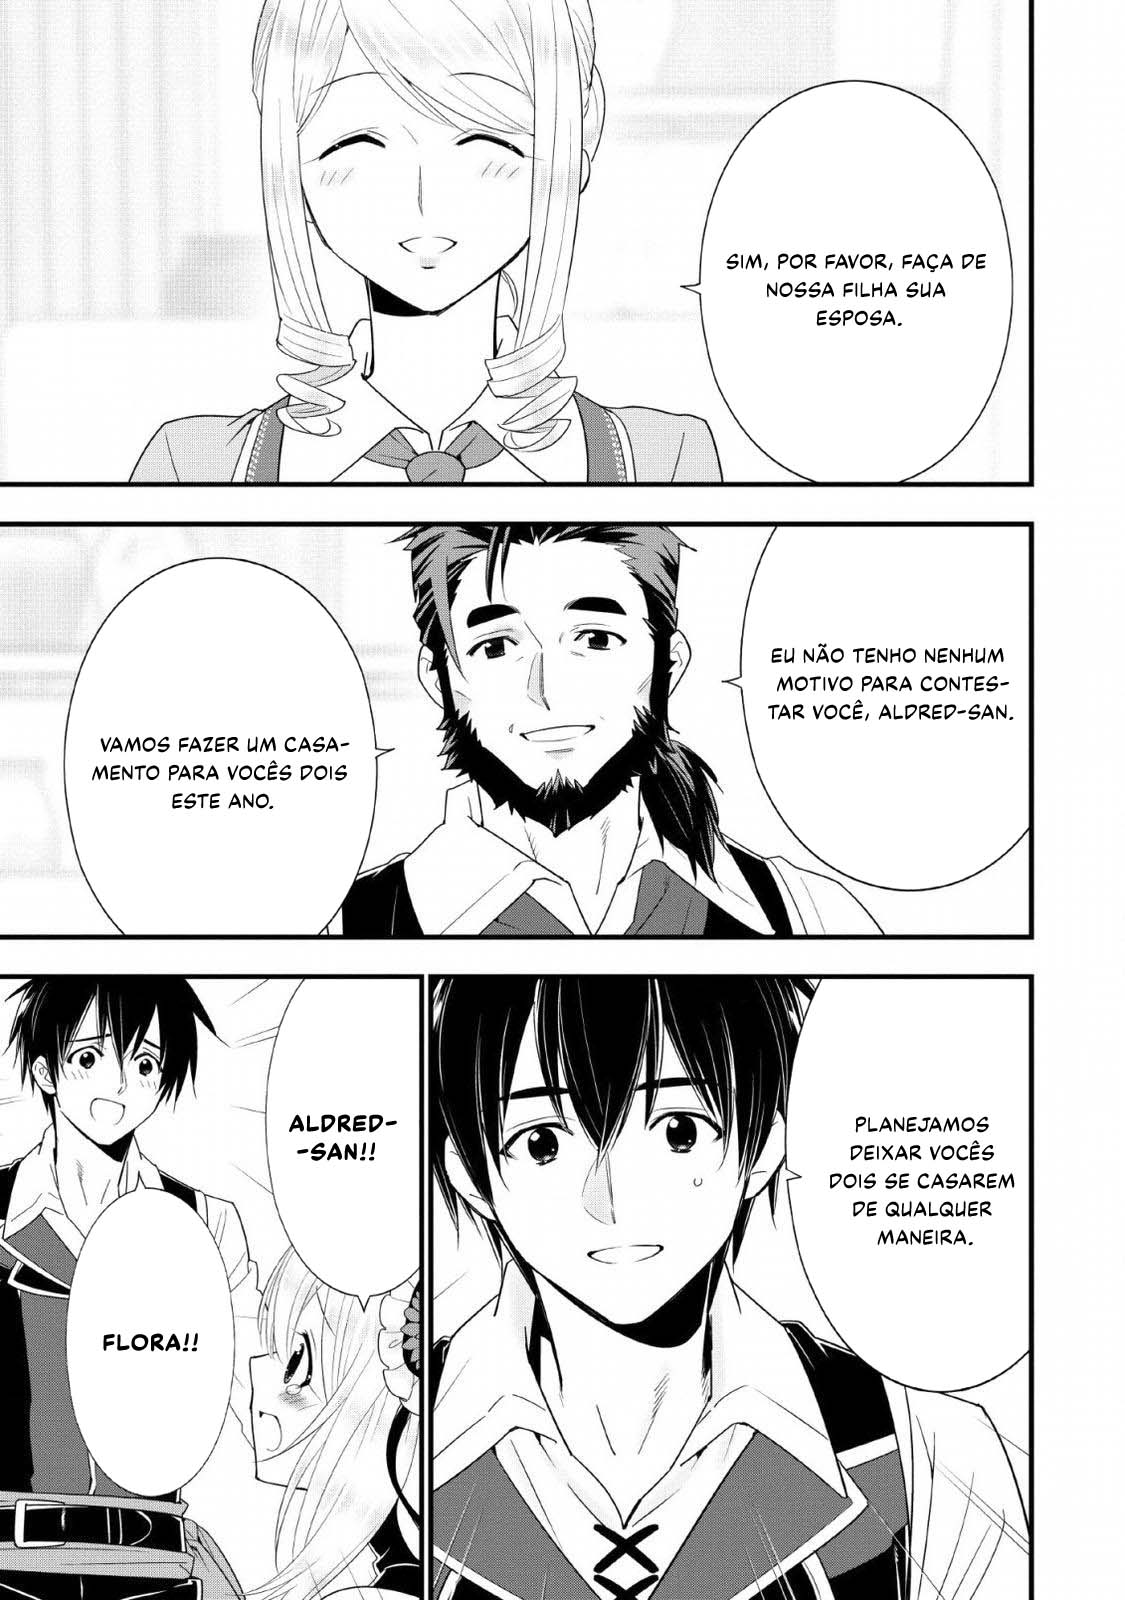 SIM, POR FAVOR, FAÇA DE
NOSSA FILHA SUA
ESPOSA.
EU NÃO TENHO NENHUM
MOTIVO PARA CONTES-
TAR VOCÊ, ALDRED-SAN.
VAMOS FAZER UM CASA-
MENTO PARA VOCÊS DOIS
ESTE ANO.
PLANEJAMOS
DEIXAR VOCÊS
DOIS SE CASAREM
DE QUALQUER
MANEIRA.
ALDRED-
-SAN!!
FLORA!!